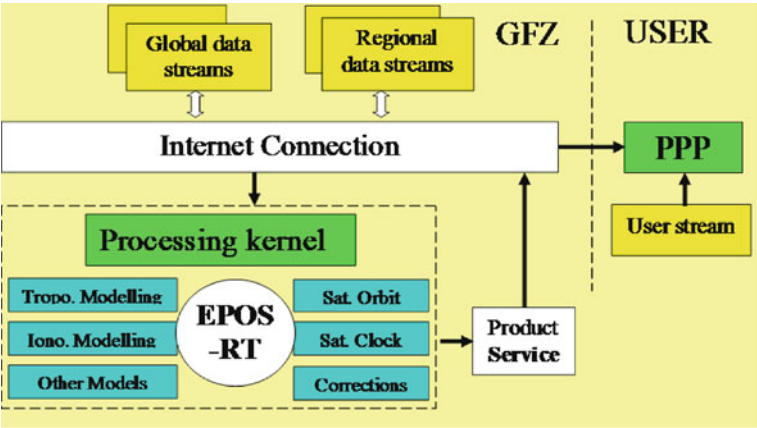 Global data
streams
Regional
data streams
GFZ
USER
Internet Connection
PPP
User stream
Processing kernel
Tropo. Modelling
Iono. Modelling
Other Models
EPOS
-RT
Sat. Orbit
Sat. Clock
Corrections
Product
Service